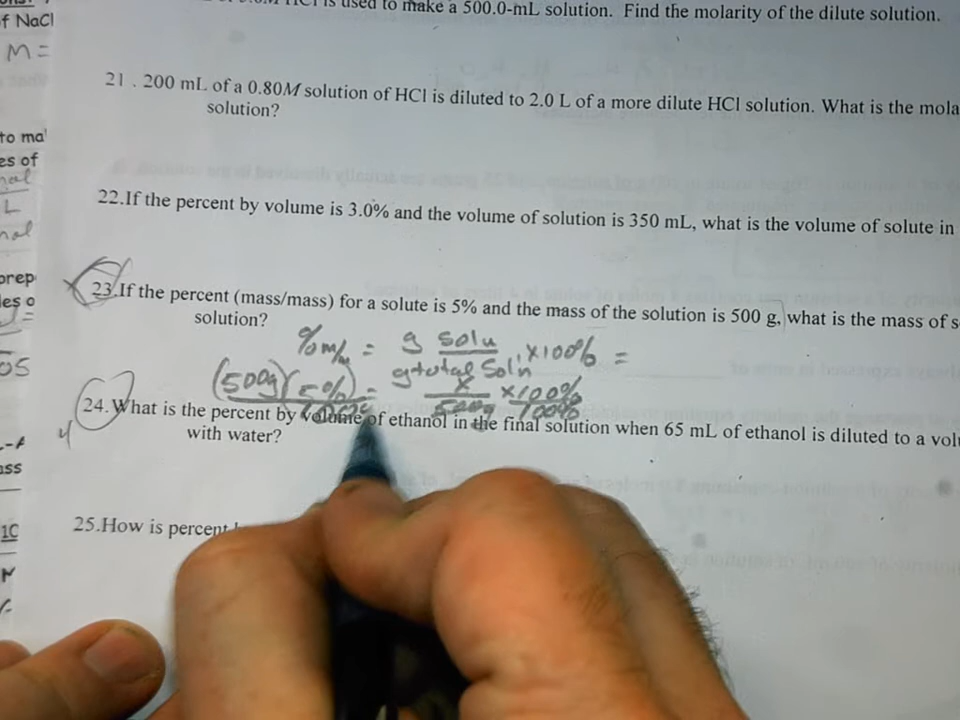 HCl is used to make a 500.0-mL solution. Find the molarity of the dilute solution.
of NaCl
M =
21 . 200 mL of a 0.80M solution of HCl is diluted to 2.0 L of a more dilute HCl solution. What is the mola
solution?
to ma
es of
L
22.If the percent by volume is 3.0% and the volume of solution is 350 mL, what is the volume of solute in
prep
les o
23.If the percent (mass/mass) for a solute is 5% and the mass of the solution is 500 g, what is the mass of s
solution?
%m/m = g solu / g total Sol'n × 100% =
(500g)(5%) / 100% = x / 500g × 100% / 100%
24.What is the percent by volume of ethanol in the final solution when 65 mL of ethanol is diluted to a vol
with water?
ass
25.How is percent